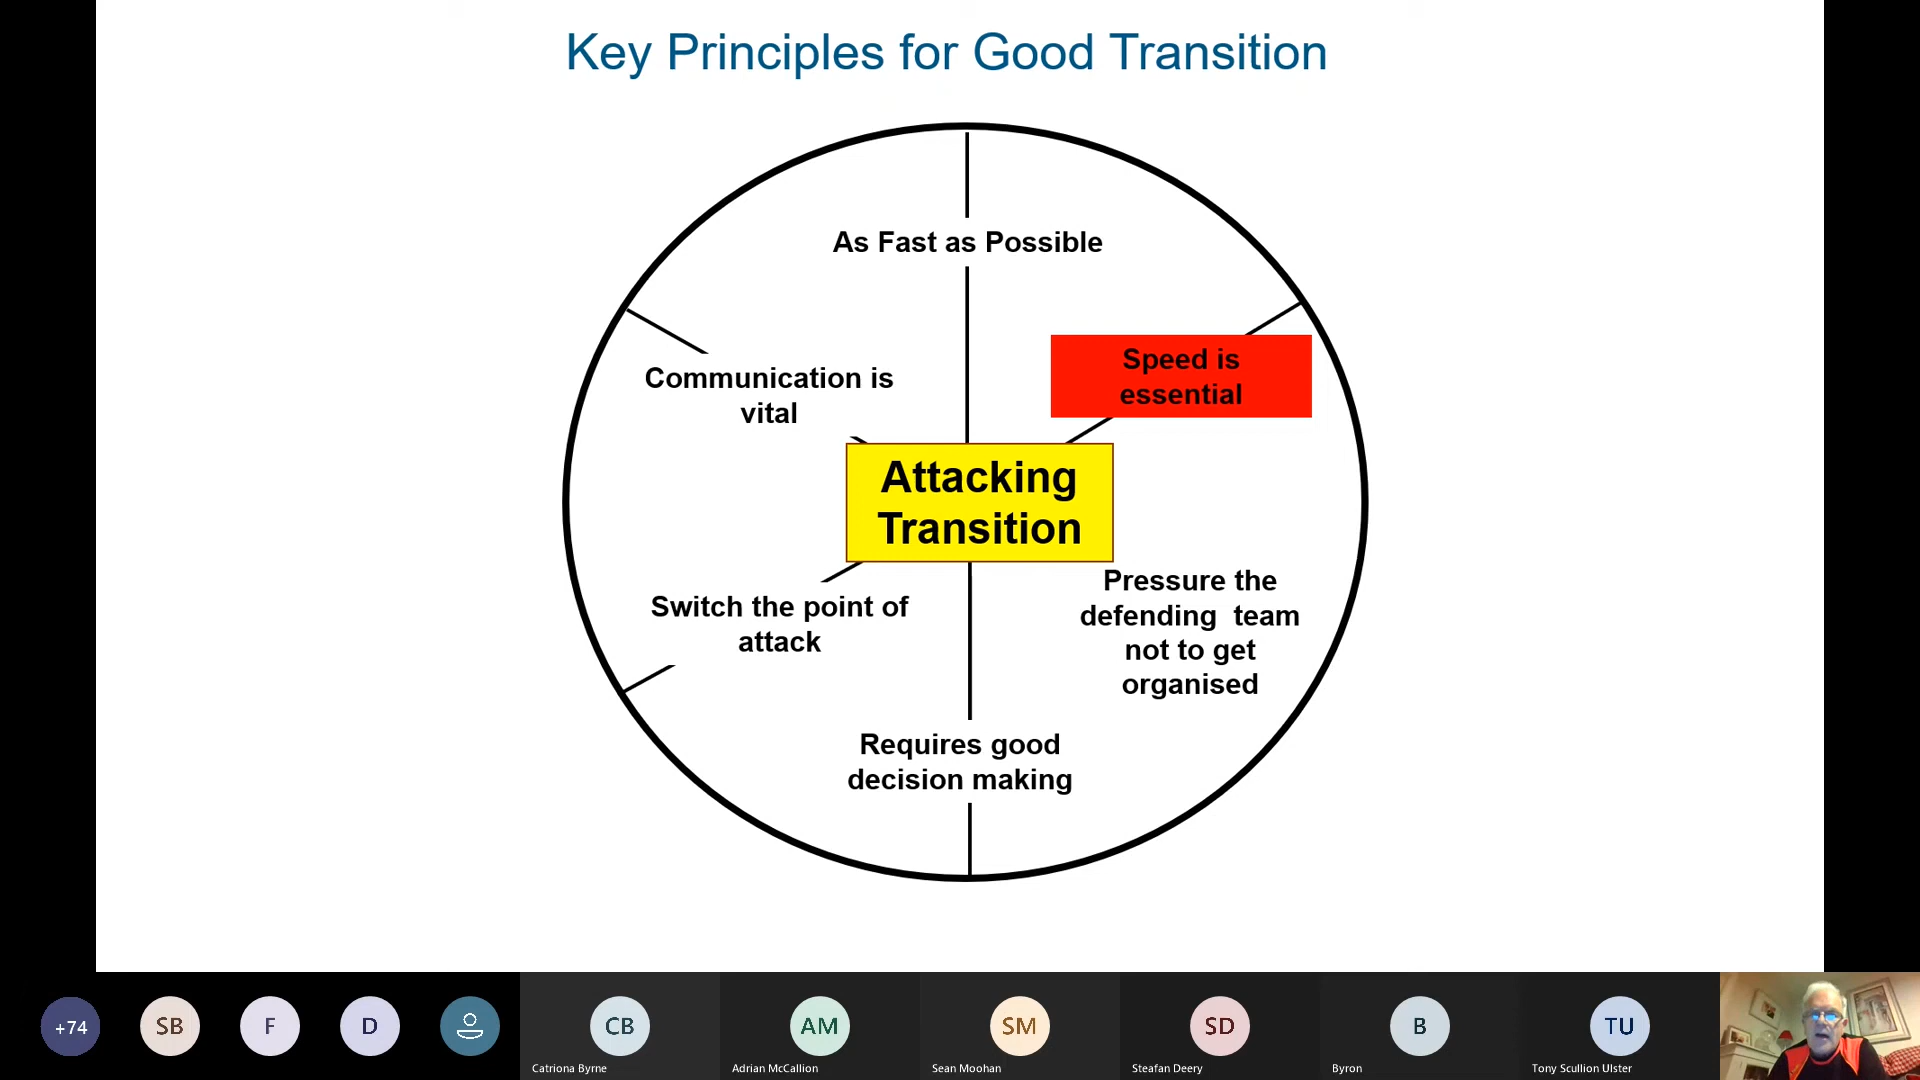 Key Principles for Good Transition
As Fast as Possible
Speed is
essential
Communication is
vital
Attacking
Transition
Pressure the
defending  team
not to get
organised
Switch the point of
attack
Requires good
decision making
+74
SB
F
D
CB
AM
SM
SD
B
TU
Catriona Byrne
Adrian McCallion
Sean Moohan
Steafan Deery
Byron
Tony Scullion Ulster